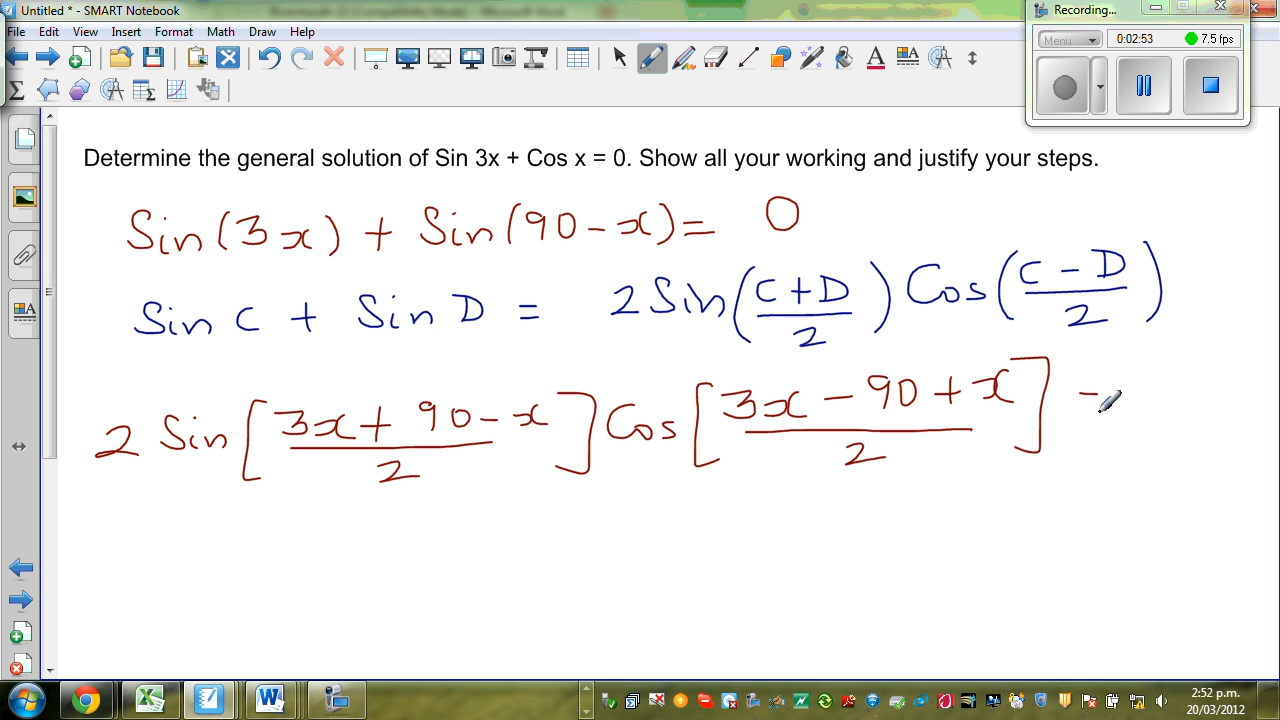 Untitled * - SMART Notebook
Recording...
File Edit View Insert Format Math Draw Help
Menu
0:02:53
7.5 fps
Determine the general solution of Sin 3x + Cos x = 0. Show all your working and justify your steps.
Sin(3x) + Sin(90-x) = 0
Sin C + Sin D = 2 Sin((C+D)/2) Cos((C-D)/2)
2 Sin[(3x+90-x)/2] Cos[(3x-90+x)/2] -
2:52 p.m.
20/03/2012